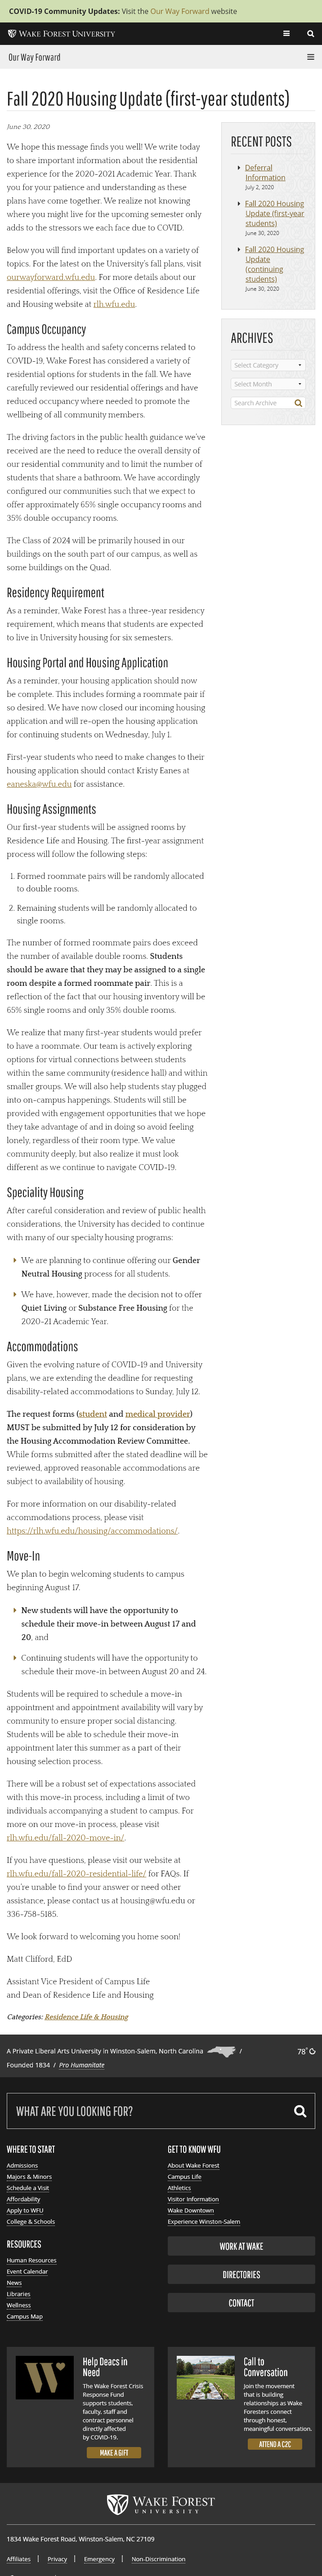 COVID-19 Community Updates: Visit the Our Way Forward website
WAKE FOREST UNIVERSITY
Our Way Forward
Fall 2020 Housing Update (first-year students)
June 30, 2020
We hope this message finds you well! We write today
to share important information about the residential
experience for the 2020-2021 Academic Year. Thank
you for your patience and understanding as these
plans have come together. We realize that not knowing
where you might live for the upcoming year only adds
to the stresses of a different year due to COVID.
Below you will find important updates on a variety of
topics. For the latest on the University's fall plans, visit
ourwayforward.wfu.edu. For more details about our
residential offerings, visit the Office of Residence Life
and Housing website at rlh.wfu.edu.
Campus Occupancy
To address the health and safety concerns related to
COVID-19, Wake Forest has considered a variety of
options for residential students in the fall. We have
carefully reviewed our residential offerings and have
reduced occupancy to better promote the wellbeing
of all campus community members.
The driving factors in the public health guidance we've
received are the need to reduce the overall density of
our residential community and to limit the number of
students that share a bathroom. We have accordingly
configured our communities such that we expect to
offer approximately 65% single occupancy rooms and
35% double occupancy rooms.
The Class of 2024 will be primarily housed in our
communities on the south part of our campus, as well as
some buildings on the Quad.
Residency Requirement
As a reminder, Wake Forest has a three-year residency
requirement, which means that students are expected
to live in University housing for six semesters.
Housing Portal and Housing Application
As a reminder, your housing application should now
be complete. This includes forming a roommate pair if
so desired. We have now closed our incoming housing
application and will re-open the housing application
for continuing students on Wednesday, July 1.
First-year students who need to make changes to their
housing application should contact Kristy Eanes at
eaneska@wfu.edu for assistance.
Housing Assignments
Our first-year students will be assigned rooms by
Residence Life and Housing. The first-year assignment
process will follow the following steps:
1. Formed roommate pairs will be randomly allocated
to double rooms.
2. Remaining students will be randomly allocated to
single rooms.
The number of formed roommate pairs does exceed
the number of available double rooms. Students
should be aware that they may be assigned to a single
room despite a formed roommate pair. This is a
reflection of the fact that our housing inventory will be
65% single rooms and only 35% double rooms.
We realize that many first-year students would prefer
to have a roommate. Our team is actively exploring
options for virtual connections between students
within the same community (residence hall) and within
smaller groups. We will also help students stay plugged
into on-campus happenings. Students will still be
provided with engagement opportunities that we hope
they take advantage of and in doing so avoid feeling
lonely, regardless of their room type. We value
community deeply, but we also realize it must look
different as we continue to navigate COVID-19.
Speciality Housing
After careful consideration and review of public health
considerations, the University has decided to continue
with many of our specialty housing programs:
We are planning to continue offering our Gender
Neutral Housing process for all students.
We have, however, made the decision not to offer
Quiet Living or Substance Free Housing for the
2020-21 Academic Year.
Accommodations
Given the evolving nature of COVID-19 and University
plans, we are extending the deadline for requesting
disability-related accommodations to Sunday, July 12.
The request forms (student and medical provider)
MUST be submitted by July 12 for consideration by
the Housing Accommodation Review Committee.
While forms submitted after the stated deadline will be
reviewed, approved reasonable accommodations are
subject to availability of housing.
For more information on our disability-related
accommodations process, please visit
https://rlh.wfu.edu/housing/accommodations/.
Move-In
We plan to begin welcoming students to campus
beginning August 17.
New students will have the opportunity to
schedule their move-in between August 17 and
20, and
Continuing students will have the opportunity to
schedule their move-in between August 20 and 24.
Students will be required to schedule a move-in
appointment and appointment availability will vary by
community to ensure proper social distancing.
Students will be able to schedule their move-in
appointment later this summer as a part of their
housing selection process.
There will be a robust set of expectations associated
with this move-in process, including a limit of two
individuals accompanying a student to campus. For
more on our move-in process, please visit
rlh.wfu.edu/fall-2020-move-in/.
If you have questions, please visit our website at
rlh.wfu.edu/fall-2020-residential-life/ for FAQs. If
you're unable to find your answer or need additional
assistance, please contact us at housing@wfu.edu or
336-758-5185.
We look forward to welcoming you home soon!
Matt Clifford, EdD
Assistant Vice President of Campus Life
and Dean of Residence Life and Housing
Categories: Residence Life & Housing
RECENT POSTS
Deferral
Information
July 2, 2020
Fall 2020 Housing
Update (first-year
students)
June 30, 2020
Fall 2020 Housing
Update
(continuing
students)
June 30, 2020
ARCHIVES
Select Category
Select Month
Search Archive
A Private Liberal Arts University in Winston-Salem, North Carolina /
78°
Founded 1834 / Pro Humanitate
WHAT ARE YOU LOOKING FOR?
WHERE TO START
Admissions
Majors & Minors
Schedule a Visit
Affordability
Apply to WFU
College & Schools
RESOURCES
Human Resources
Event Calendar
News
Libraries
Wellness
Campus Map
GET TO KNOW WFU
About Wake Forest
Campus Life
Athletics
Visitor Information
Wake Downtown
Experience Winston-Salem
WORK AT WAKE
DIRECTORIES
CONTACT
Help Deacs in
Need
The Wake Forest Crisis
Response Fund
supports students,
faculty, staff and
contract personnel
directly affected
by COVID-19.
MAKE A GIFT
Call to
Conversation
Join the movement
that is building
relationships as Wake
Foresters connect
through honest,
meaningful conversation.
ATTEND A C2C
WAKE FOREST
UNIVERSITY
1834 Wake Forest Road, Winston-Salem, NC 27109
Affiliates | Privacy | Emergency | Non-Discrimination